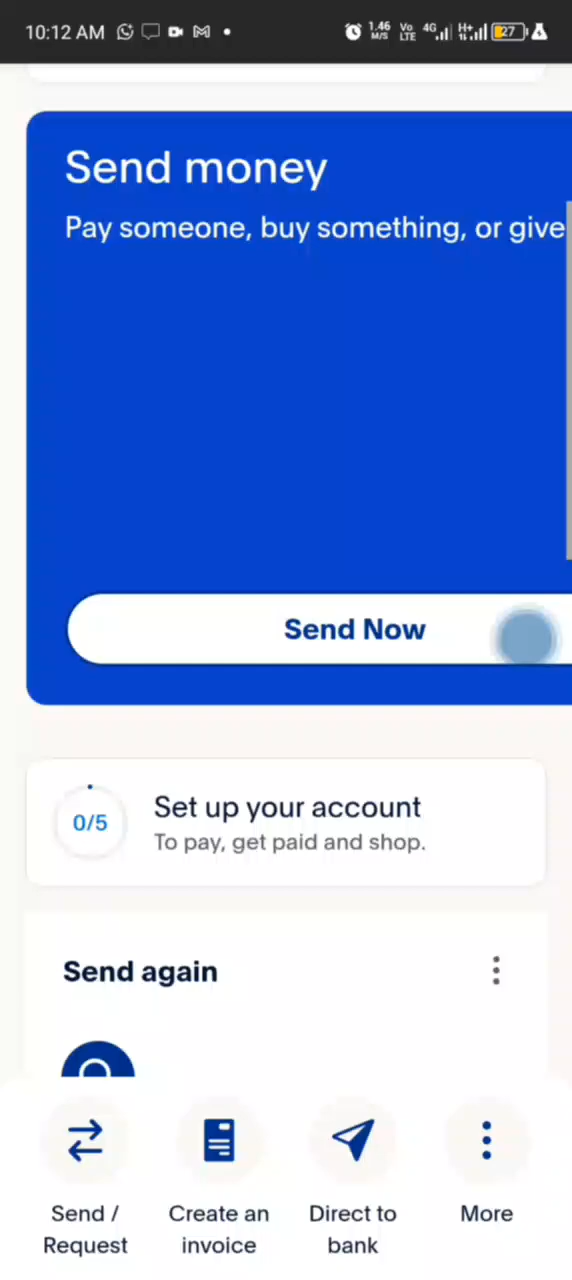 10:12 AM
1.46
M/S
Vo
LTE
4G
H+
27
Send money
Pay someone, buy something, or give
Send Now
0/5
Set up your account
To pay, get paid and shop.
Send again
Send /
Request
Create an
invoice
Direct to
bank
More